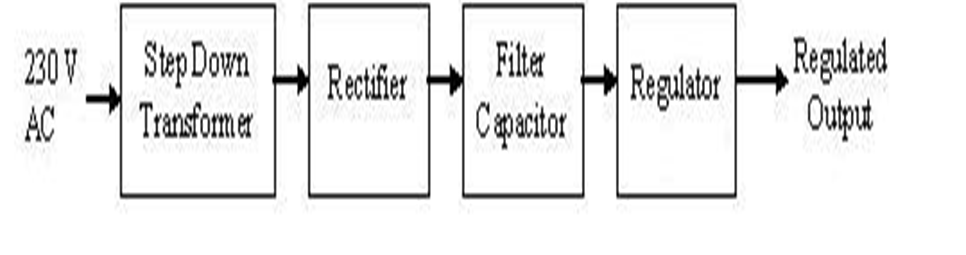 230 V
AC
Step Down
Transformer
Rectifier
Filter
Capacitor
Regulator
Regulated
Output